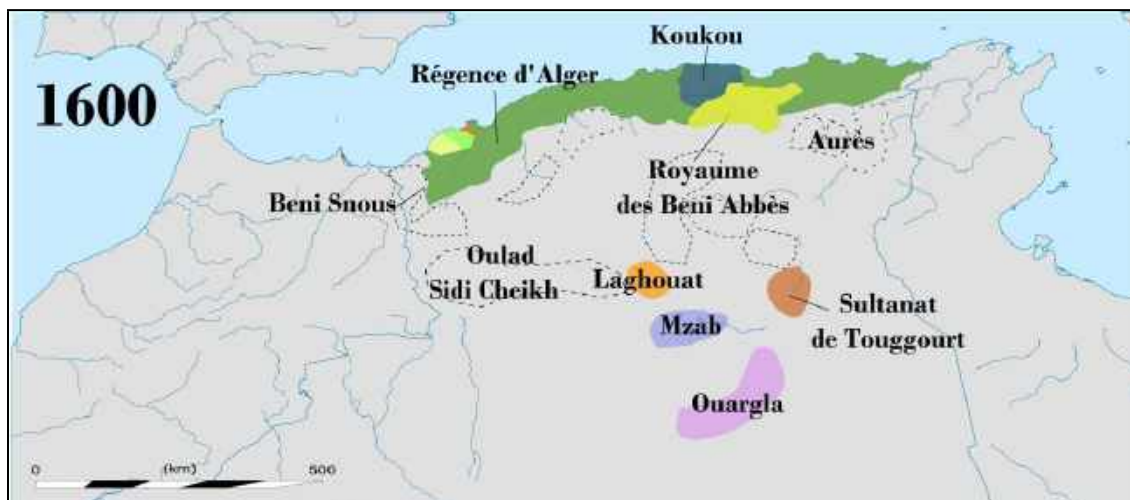 1600
Koukou
Régence d'Alger
Aurès
Royaume
des Beni Abbès
Beni Snous
Oulad
Sidi Cheikh
Laghouat
Sultanat
de Touggourt
Mzab
Ouargla
0 (km) 500